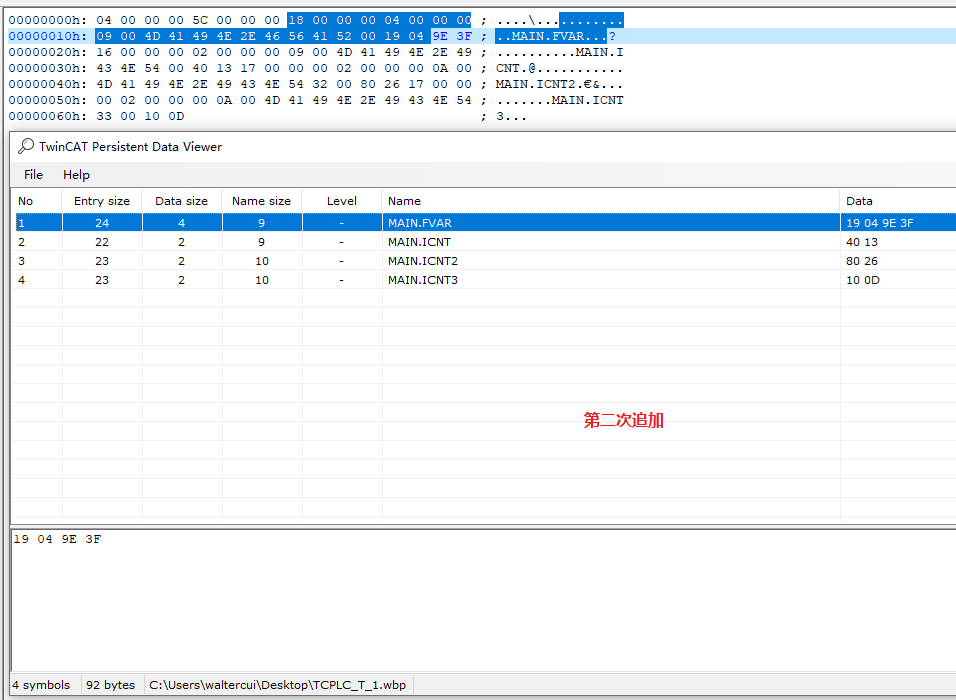 00000000h: 04 00 00 00 5C 00 00 00 18 00 00 00 04 00 00 00 ; ....\...........
00000010h: 09 00 4D 41 49 4E 2E 46 56 41 52 00 19 04 9E 3F ; ..MAIN.FVAR...?
00000020h: 16 00 00 00 02 00 00 00 09 00 4D 41 49 4E 2E 49 ; ..........MAIN.I
00000030h: 43 4E 54 00 40 13 17 00 00 00 02 00 00 00 0A 00 ; CNT.@...........
00000040h: 4D 41 49 4E 2E 49 43 4E 54 32 00 80 26 17 00 00 ; MAIN.ICNT2.€&...
00000050h: 00 02 00 00 00 0A 00 4D 41 49 4E 2E 49 43 4E 54 ; .......MAIN.ICNT
00000060h: 33 00 10 0D ; 3...
TwinCAT Persistent Data Viewer
File Help
No Entry size Data size Name size Level Name Data
1 24 4 9 - MAIN.FVAR 19 04 9E 3F
2 22 2 9 - MAIN.ICNT 40 13
3 23 2 10 - MAIN.ICNT2 80 26
4 23 2 10 - MAIN.ICNT3 10 0D
第二次追加
19 04 9E 3F
4 symbols 92 bytes C:\Users\waltercui\Desktop\TCPLC_T_1.wbp